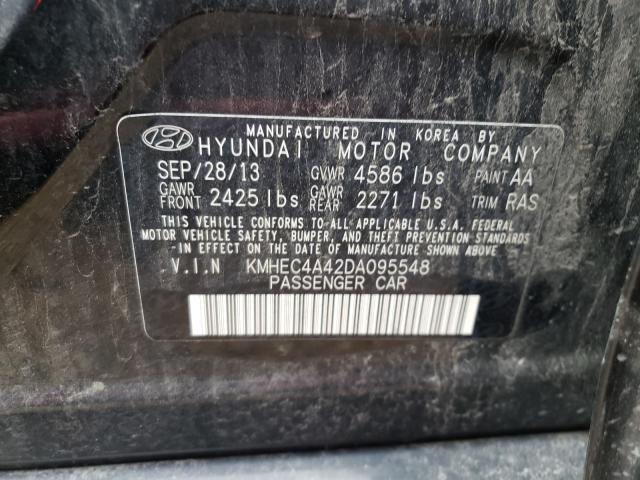 MANUFACTURED IN KOREA BY
HYUNDAI MOTOR COMPANY
SEP/28/13 GVWR 4586 lbs PAINT AA
GAWR FRONT 2425 lbs GAWR REAR 2271 lbs TRIM RAS
THIS VEHICLE CONFORMS TO ALL APPLICABLE U.S.A. FEDERAL
MOTOR VEHICLE SAFETY, BUMPER, AND THEFT PREVENTION STANDARDS
IN EFFECT ON THE DATE OF MANUFACTURE SHOWN ABOVE.
V.I.N KMHEC4A42DA095548
PASSENGER CAR